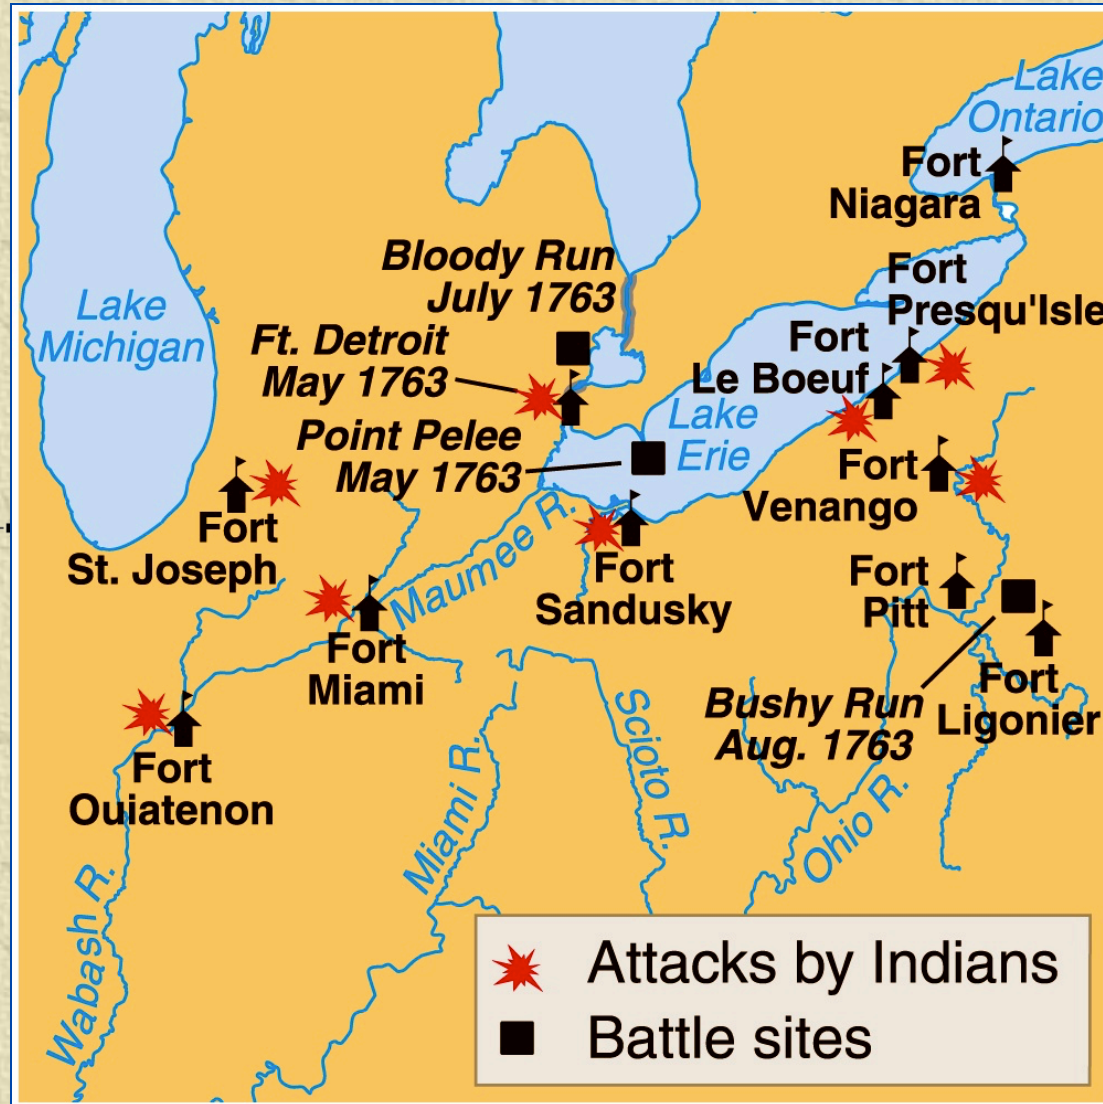 Lake
Ontario
Fort
Niagara
Bloody Run
July 1763
Fort
Presqu'Isle
Lake
Michigan
Ft. Detroit
May 1763
Fort
Le Boeuf
Lake
Erie
Point Pelee
May 1763
Fort
Venango
Fort
St. Joseph
Maumee R.
Fort
Sandusky
Fort
Pitt
Fort
Miami
Fort
Ligonier
Bushy Run
Aug. 1763
Fort
Ouiatenon
Scioto R.
Miami R.
Ohio R.
Wabash R.
Attacks by Indians
Battle sites